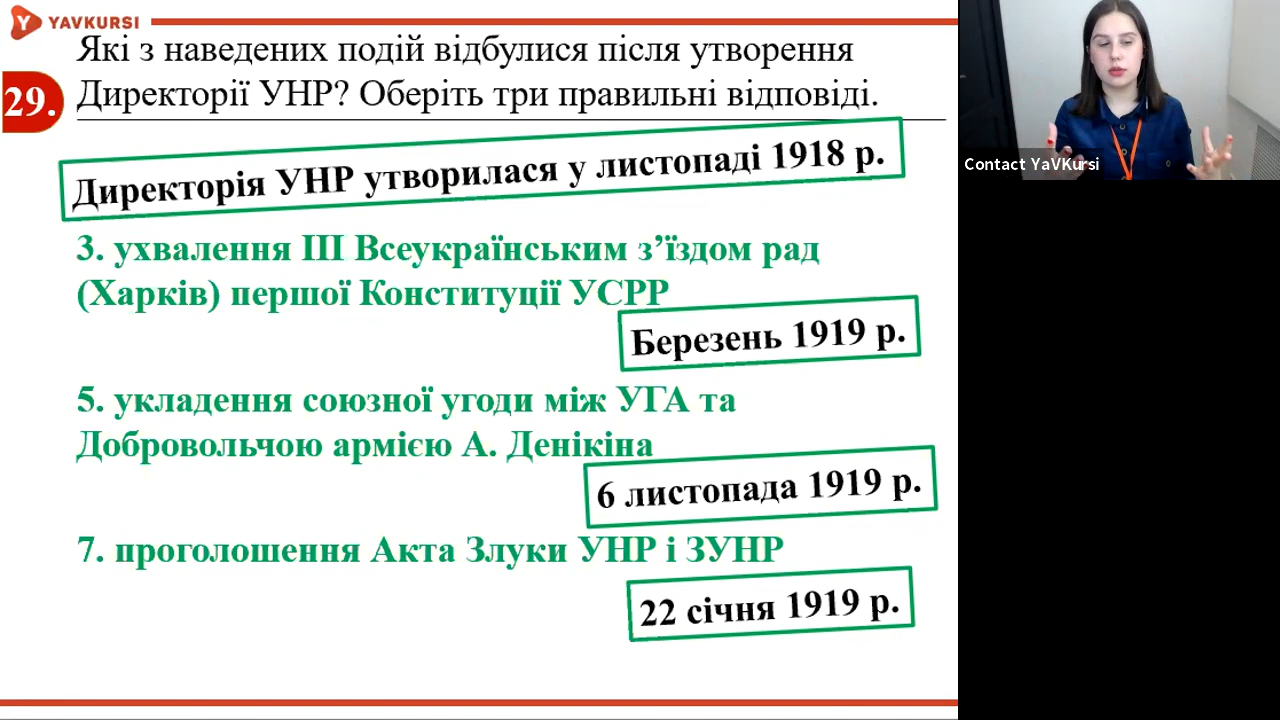 YAVKURSI
Які з наведених подій відбулися після утворення
29.
Директорії УНР? Оберіть три правильні відповіді.
Директорія УНР утворилася у листопаді 1918 р.
3. ухвалення ІІІ Всеукраїнським з’їздом рад
(Харків) першої Конституції УСРР
Березень 1919 р.
5. укладення союзної угоди між УГА та
Добровольчою армією А. Денікіна
6 листопада 1919 р.
7. проголошення Акта Злуки УНР і ЗУНР
22 січня 1919 р.
Contact YaVKursi